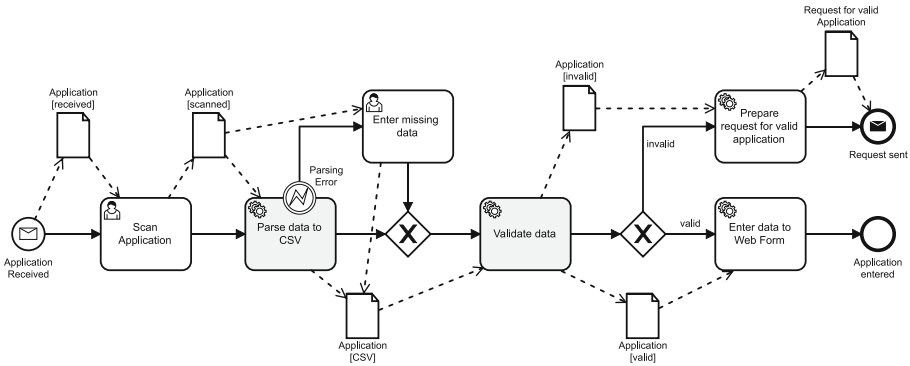 Request for valid
Application
Application
[received]
Application
[scanned]
Application
[invalid]
Enter missing
data
Prepare
request for valid
application
Request sent
invalid
Parsing
Error
Scan
Application
Parse data to
CSV
X
Validate data
X
valid
Enter data to
Web Form
Application
Received
Application
entered
Application
[CSV]
Application
[valid]